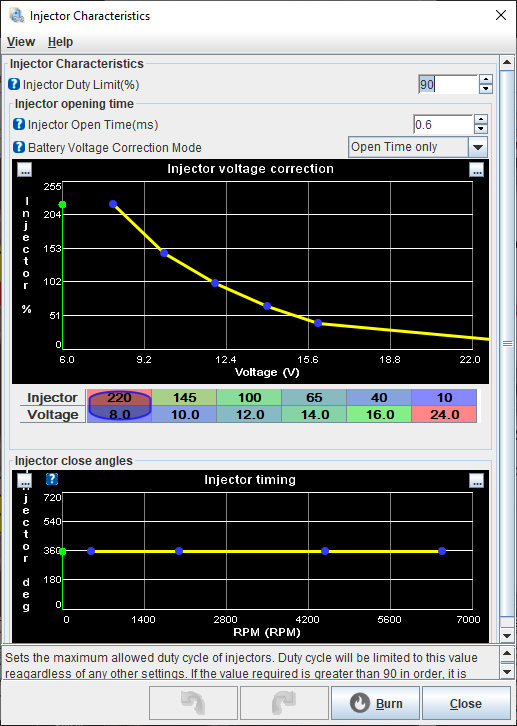 Injector Characteristics
View Help
Injector Characteristics
Injector Duty Limit(%) 90
Injector opening time
Injector Open Time(ms) 0.6
Battery Voltage Correction Mode Open Time only
... Injector voltage correction ...
Injector %
255
204
153
102
51
0
6.0 9.2 12.4 15.6 18.8 22.0
Voltage (V)
Injector 220 145 100 65 40 10
Voltage 8.0 10.0 12.0 14.0 16.0 24.0
Injector close angles
... Injector timing ...
njector deg
720
540
360
180
0
0 1400 2800 4200 5600 7000
RPM (RPM)
Sets the maximum allowed duty cycle of injectors. Duty cycle will be limited to this value
reagardless of any other settings. If the value required is greater than 90 in order, it is
Burn Close